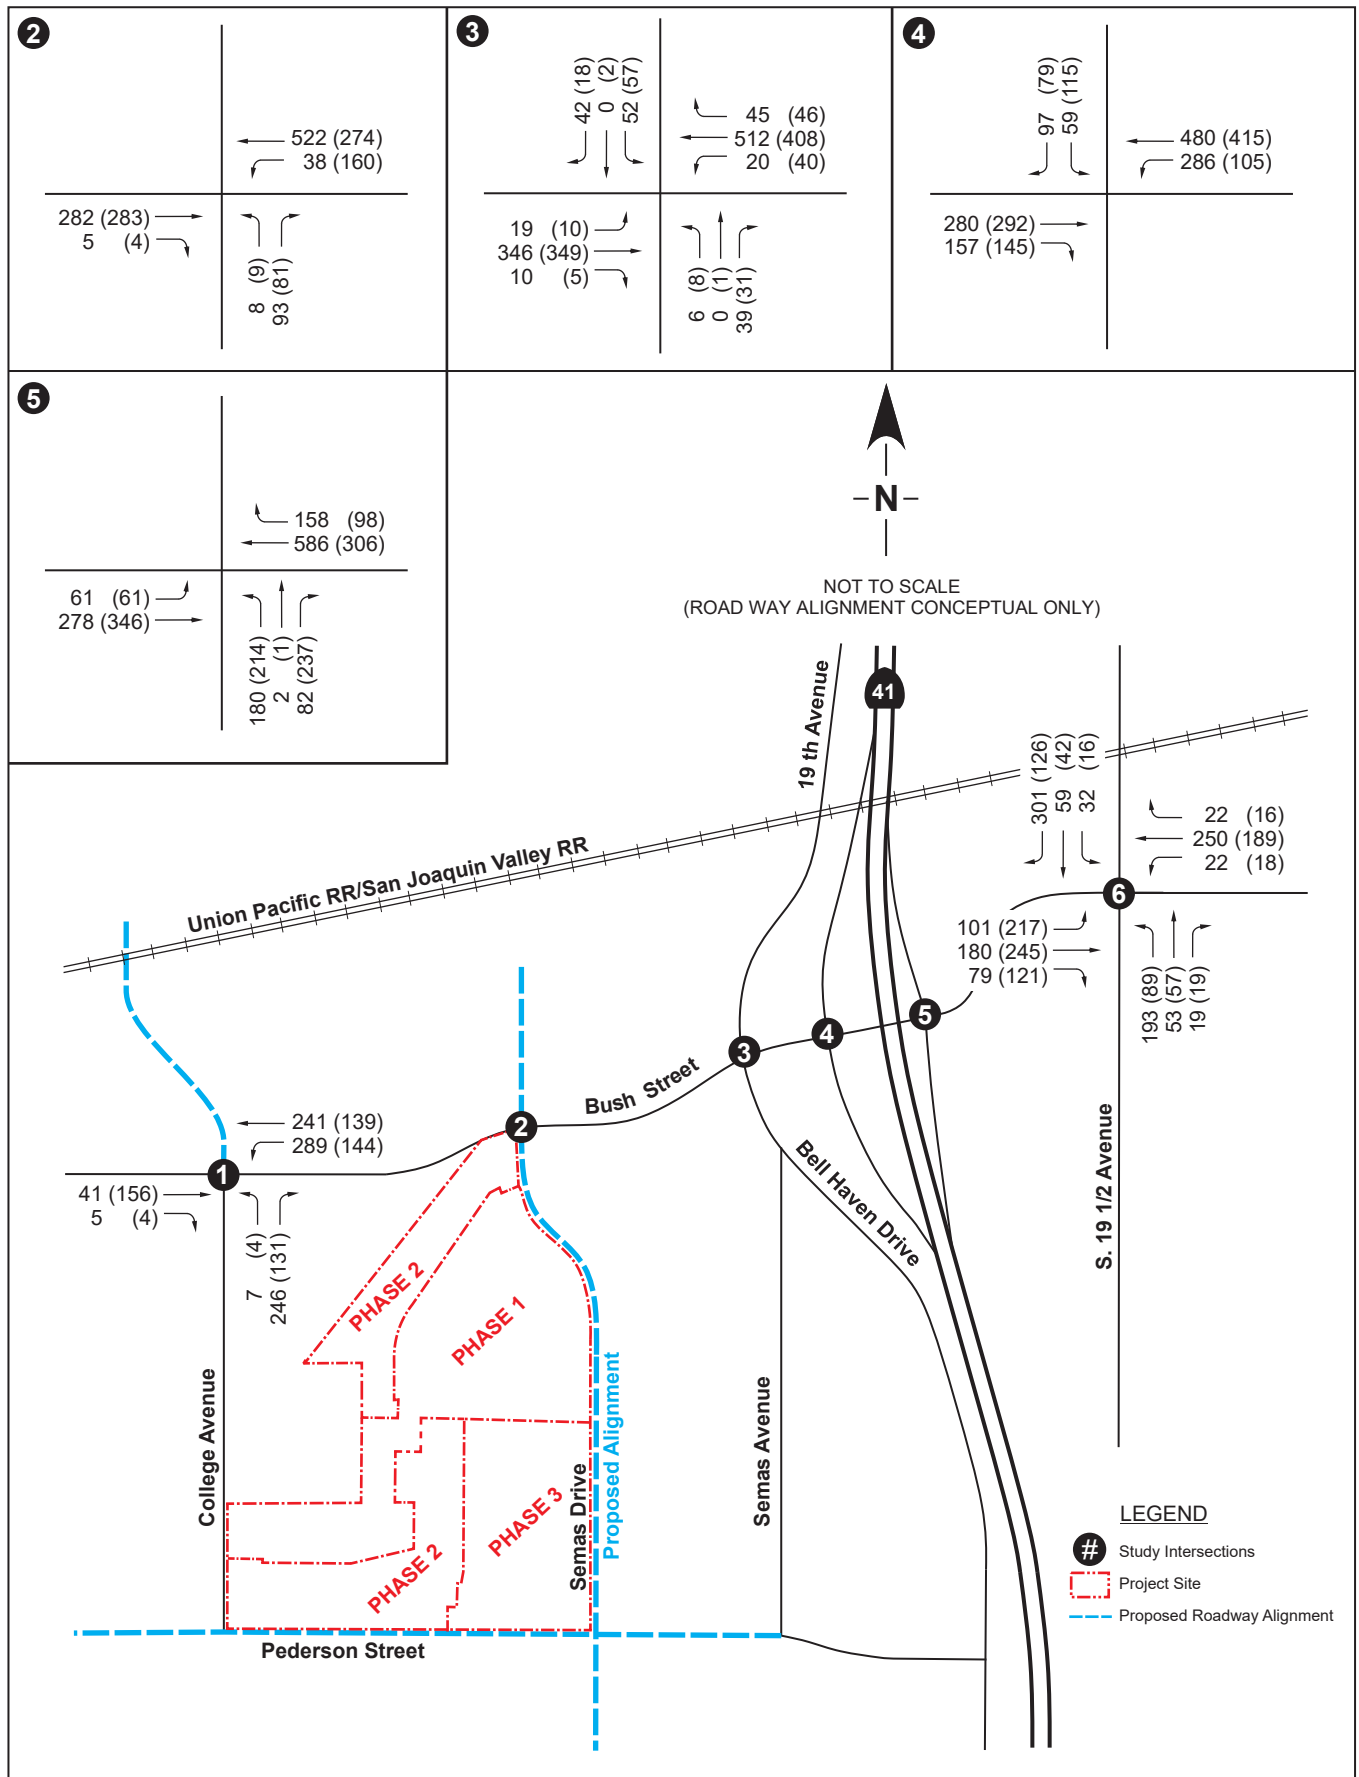 2
522 (274)
38 (160)
282 (283)
5 (4)
8 (9)
93 (81)
3
42 (18)
0 (2)
52 (57)
45 (46)
512 (408)
20 (40)
19 (10)
346 (349)
10 (5)
6 (8)
0 (1)
39 (31)
4
97 (79)
59 (115)
480 (415)
286 (105)
280 (292)
157 (145)
5
158 (98)
586 (306)
61 (61)
278 (346)
180 (214)
2 (1)
82 (237)
N
NOT TO SCALE
(ROAD WAY ALIGNMENT CONCEPTUAL ONLY)
19 th Avenue
41
Union Pacific RR/San Joaquin Valley RR
301 (126)
59 (42)
32 (16)
22 (16)
250 (189)
22 (18)
6
101 (217)
180 (245)
79 (121)
193 (89)
53 (57)
19 (19)
5
4
3
Bush Street
2
241 (139)
289 (144)
1
41 (156)
5 (4)
7 (4)
246 (131)
Bell Haven Drive
S. 19 1/2 Avenue
PHASE 2
PHASE 1
College Avenue
Semas Drive
Proposed Alignment
Semas Avenue
PHASE 3
PHASE 2
Pederson Street
LEGEND
# Study Intersections
Project Site
Proposed Roadway Alignment